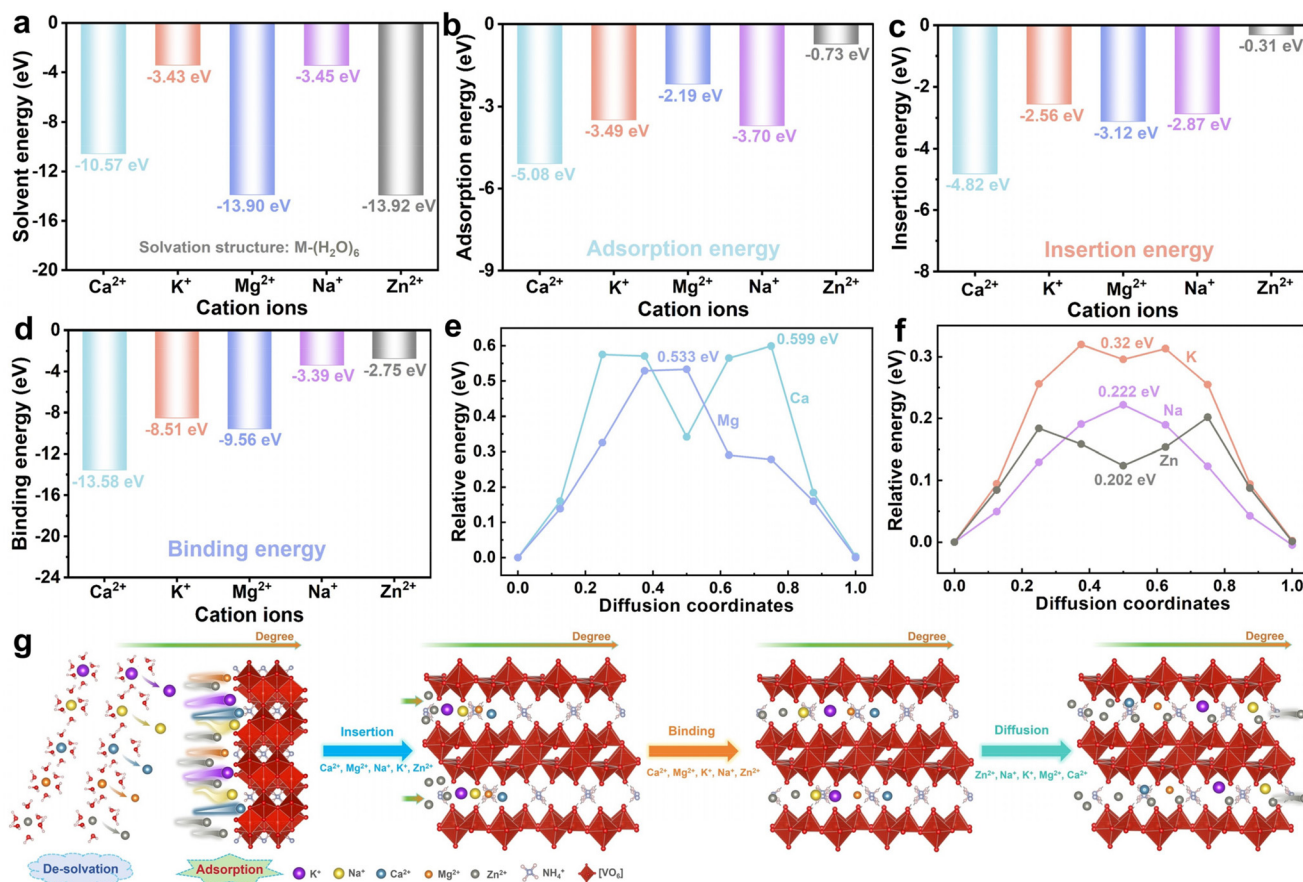 a
Solvent energy (eV)
0
-4
-8
-12
-16
-20
-10.57 eV
-3.43 eV
-13.90 eV
-3.45 eV
-13.92 eV
Solvation structure: M-(H₂O)₆
Ca²⁺ K⁺ Mg²⁺ Na⁺ Zn²⁺
Cation ions
b
Adsorption energy (eV)
0
-3
-6
-9
-5.08 eV
-3.49 eV
-2.19 eV
-3.70 eV
-0.73 eV
Adsorption energy
Ca²⁺ K⁺ Mg²⁺ Na⁺ Zn²⁺
Cation ions
c
Insertion energy (eV)
0
-2
-4
-6
-8
-4.82 eV
-2.56 eV
-3.12 eV
-2.87 eV
-0.31 eV
Insertion energy
Ca²⁺ K⁺ Mg²⁺ Na⁺ Zn²⁺
Cation ions
d
Binding energy (eV)
0
-4
-8
-12
-16
-20
-24
-13.58 eV
-8.51 eV
-9.56 eV
-3.39 eV
-2.75 eV
Binding energy
Ca²⁺ K⁺ Mg²⁺ Na⁺ Zn²⁺
Cation ions
e
Relative energy (eV)
0.6
0.5
0.4
0.3
0.2
0.1
0.0
0.533 eV
0.599 eV
Ca
Mg
0.0 0.2 0.4 0.6 0.8 1.0
Diffusion coordinates
f
Relative energy (eV)
0.3
0.2
0.1
0.0
0.32 eV
K
0.222 eV
Na
Zn
0.202 eV
0.0 0.2 0.4 0.6 0.8 1.0
Diffusion coordinates
g
Degree
Degree
Degree
Degree
Insertion
Ca²⁺, Mg²⁺, Na⁺, K⁺, Zn²⁺
Binding
Ca²⁺, Mg²⁺, K⁺, Na⁺, Zn²⁺
Diffusion
Zn²⁺, Na⁺, K⁺, Mg²⁺, Ca²⁺
De-solvation
Adsorption
K⁺ Na⁺ Ca²⁺ Mg²⁺ Zn²⁺ NH₄⁺ [VO₆]